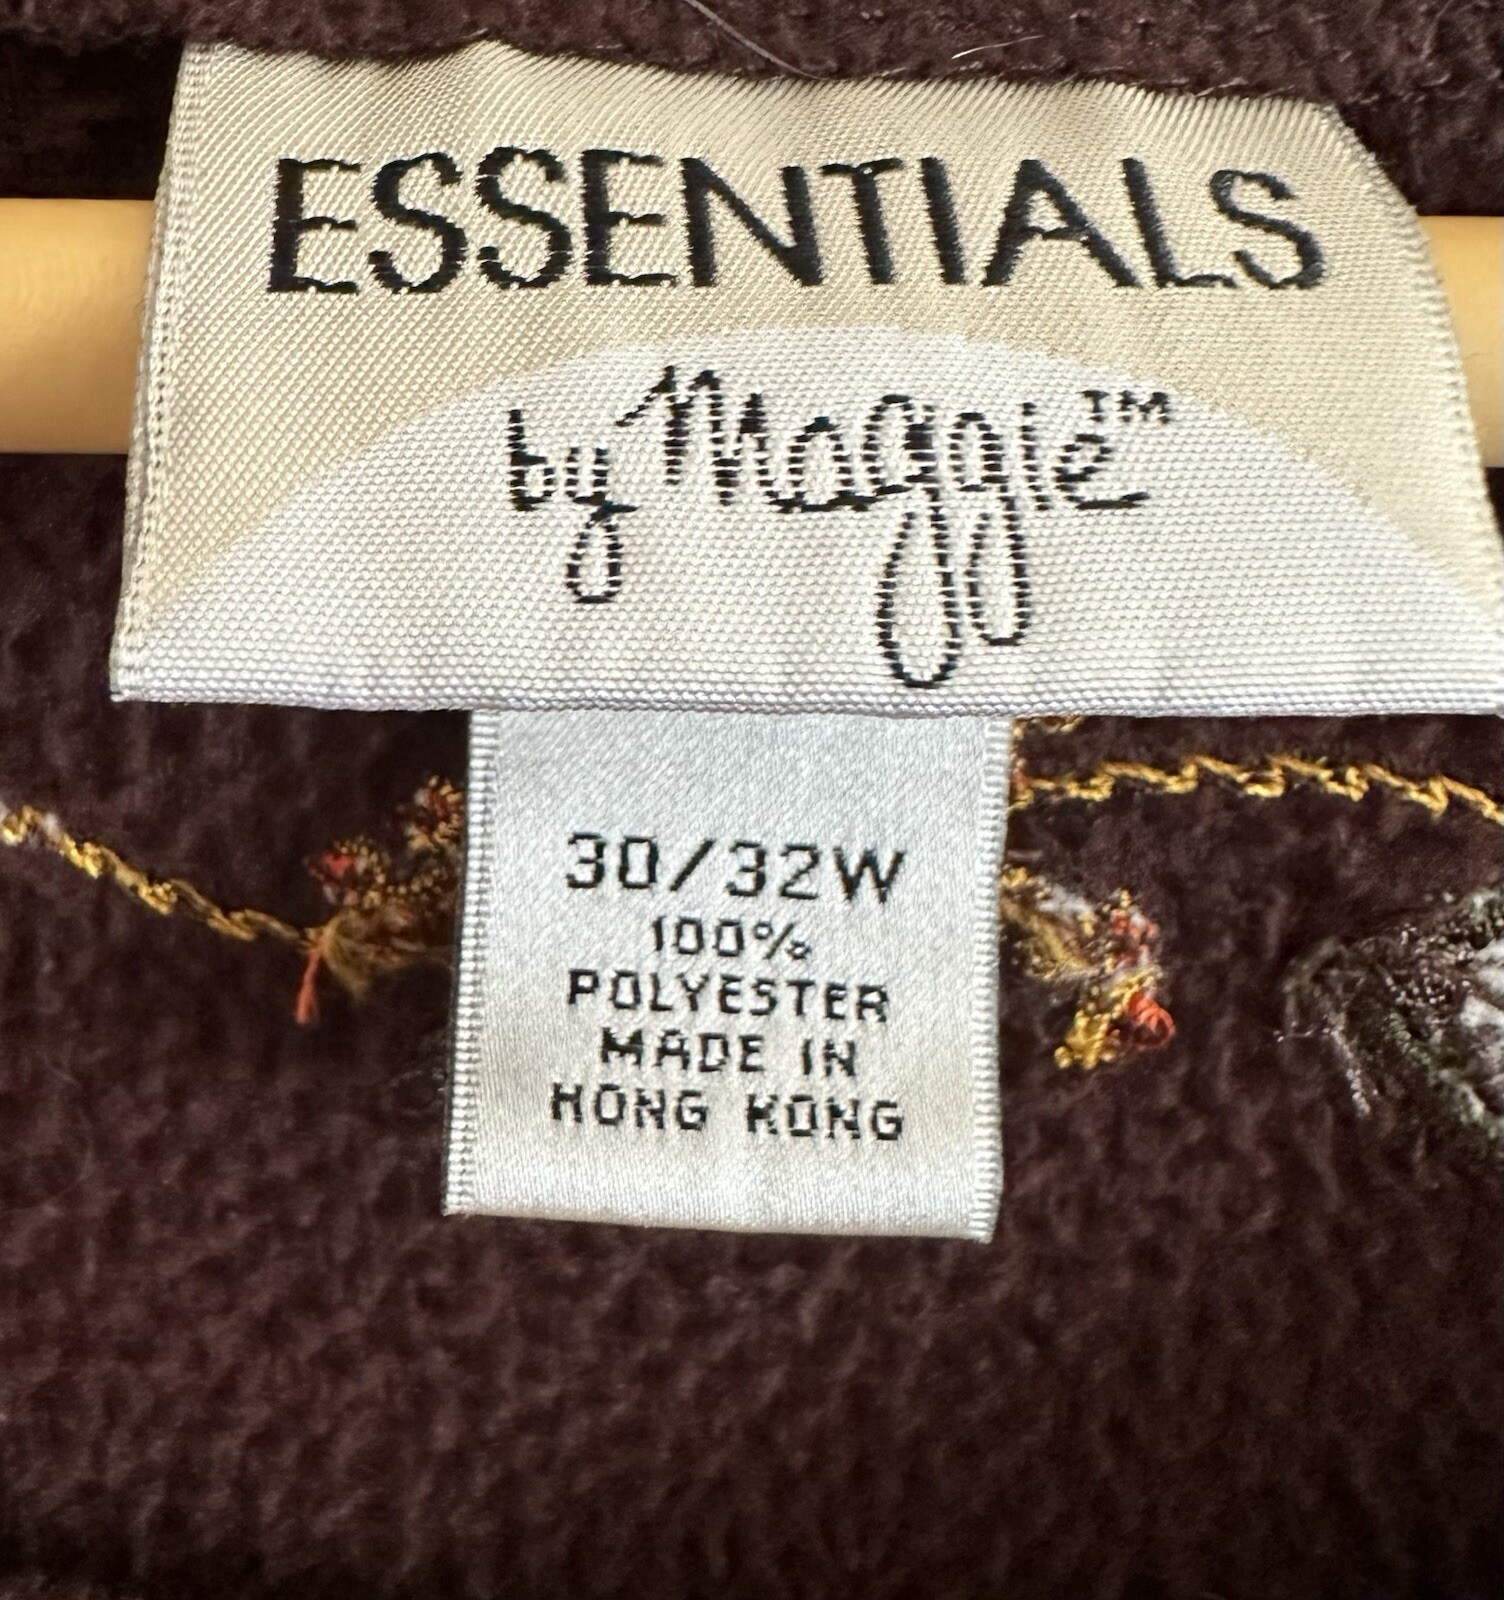 ESSENTIALS
by Maggie™
30/32W
100%
POLYESTER
MADE IN
HONG KONG